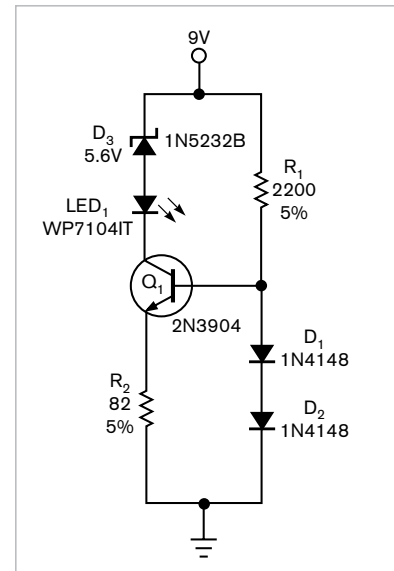 9V
D3
5.6V
1N5232B
R1
2200
5%
LED1
WP7104IT
Q1
2N3904
D1
1N4148
R2
82
5%
D2
1N4148